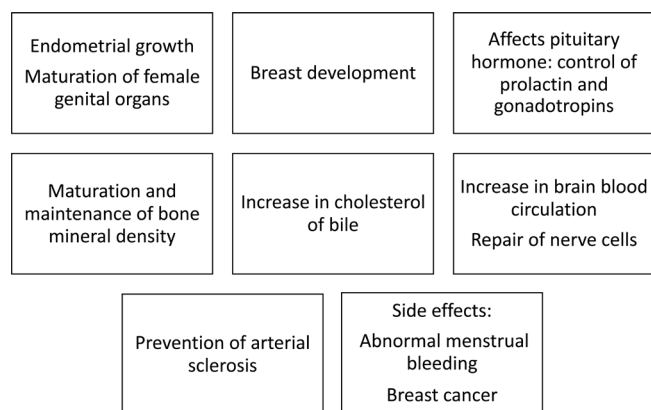 Endometrial growth
Maturation of female
genital organs
Breast development
Affects pituitary
hormone: control of
prolactin and
gonadotropins
Maturation and
maintenance of bone
mineral density
Increase in cholesterol
of bile
Increase in brain blood
circulation
Repair of nerve cells
Prevention of arterial
sclerosis
Side effects:
Abnormal menstrual
bleeding
Breast cancer